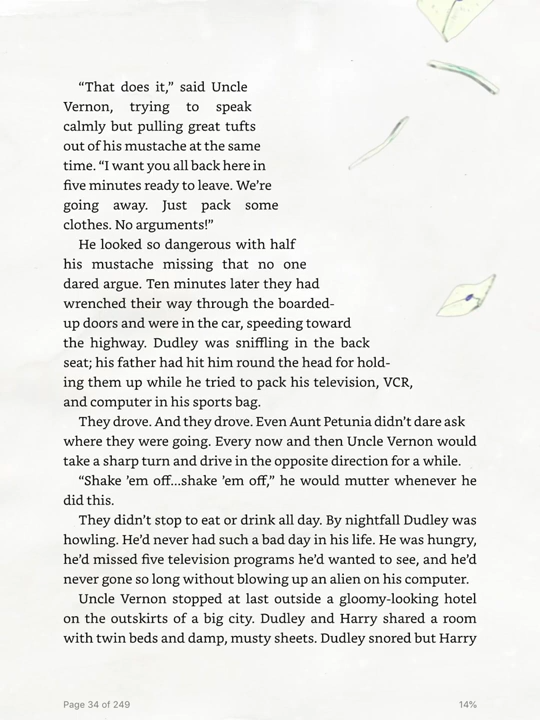 “That does it,” said Uncle
Vernon, trying to speak
calmly but pulling great tufts
out of his mustache at the same
time. “I want you all back here in
five minutes ready to leave. We’re
going away. Just pack some
clothes. No arguments!”
He looked so dangerous with half
his mustache missing that no one
dared argue. Ten minutes later they had
wrenched their way through the boarded-
up doors and were in the car, speeding toward
the highway. Dudley was sniffling in the back
seat; his father had hit him round the head for hold-
ing them up while he tried to pack his television, VCR,
and computer in his sports bag.
They drove. And they drove. Even Aunt Petunia didn’t dare ask
where they were going. Every now and then Uncle Vernon would
take a sharp turn and drive in the opposite direction for a while.
“Shake ’em off...shake ’em off,” he would mutter whenever he
did this.
They didn’t stop to eat or drink all day. By nightfall Dudley was
howling. He’d never had such a bad day in his life. He was hungry,
he’d missed five television programs he’d wanted to see, and he’d
never gone so long without blowing up an alien on his computer.
Uncle Vernon stopped at last outside a gloomy-looking hotel
on the outskirts of a big city. Dudley and Harry shared a room
with twin beds and damp, musty sheets. Dudley snored but Harry
Page 34 of 249
14%